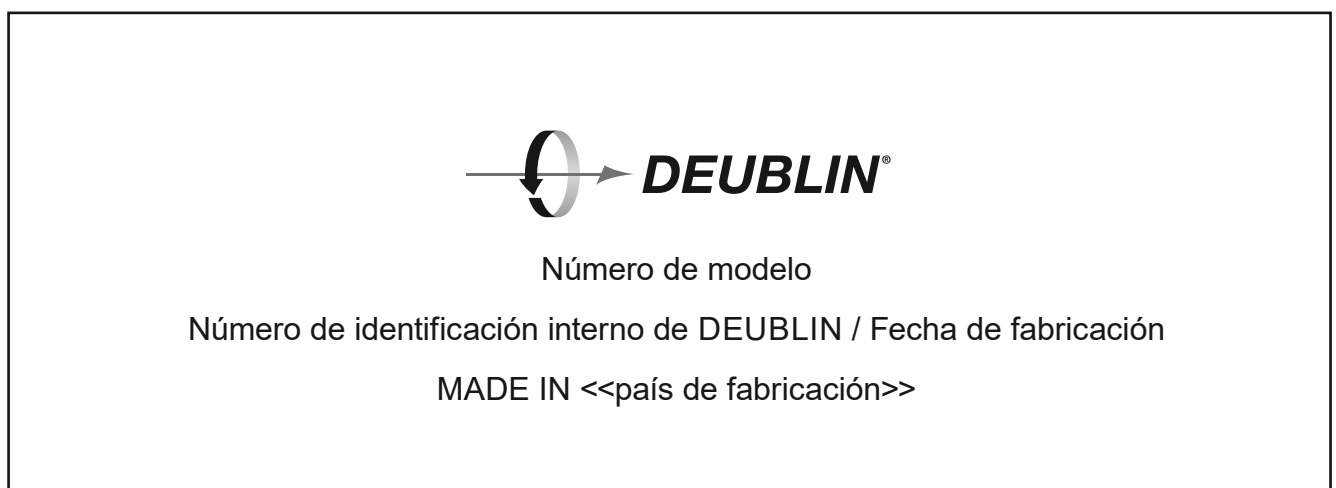 DEUBLIN®
Número de modelo
Número de identificación interno de DEUBLIN / Fecha de fabricación
MADE IN <<país de fabricación>>